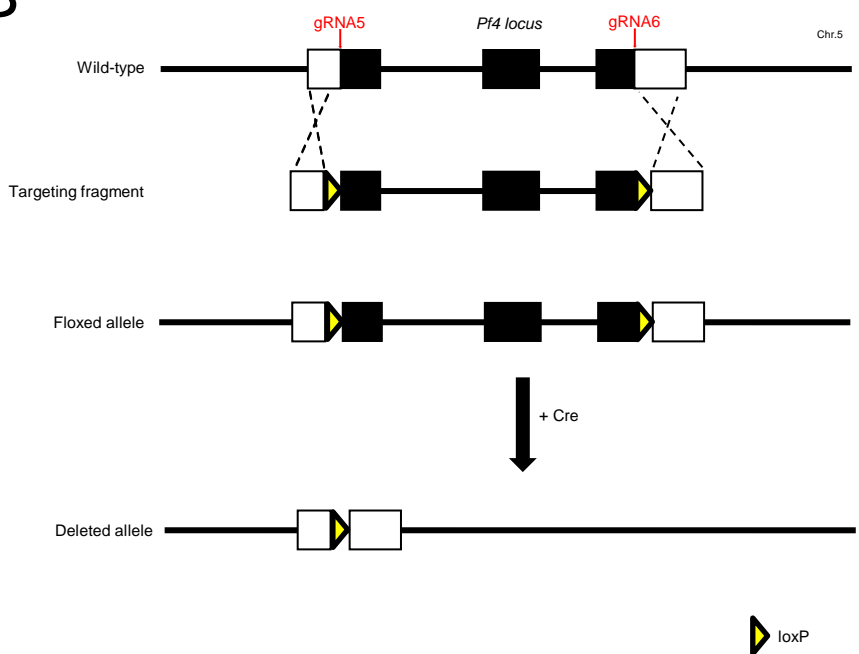 gRNA5
Pf4 locus
gRNA6
Chr.5
Wild-type
Targeting fragment
Floxed allele
+ Cre
Deleted allele
loxP